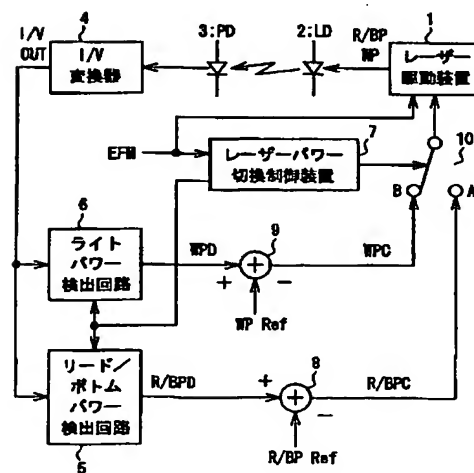 I/V
OUT
4
I/V
変換器
3:PD
2:LD
R/BP
WP
1
レーザー
駆動装置
EFM
7
レーザーパワー
切換制御装置
10
B
A
6
ライト
パワー
検出回路
WPD
9
+
+
-
WPC
WP Ref
リード/
ボトム
パワー
検出回路
5
R/BPD
8
+
+
-
R/BPC
R/BP Ref